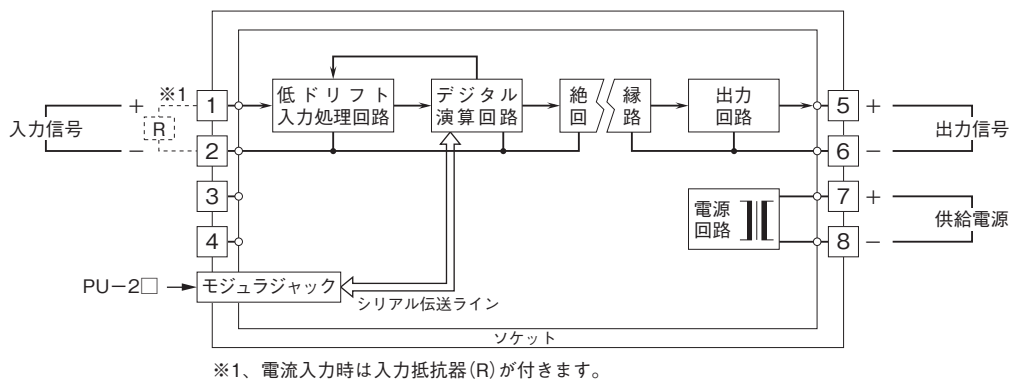 ※1
+
入力信号
R
−
1
2
3
4
低ドリフト
入力処理回路
デジタル
演算回路
絶 縁
回 路
出力
回路
5 +
6 −
出力信号
電源
回路
7 +
8 −
供給電源
PU−2□
モジュラジャック
シリアル伝送ライン
ソケット
※1、電流入力時は入力抵抗器(R)が付きます。